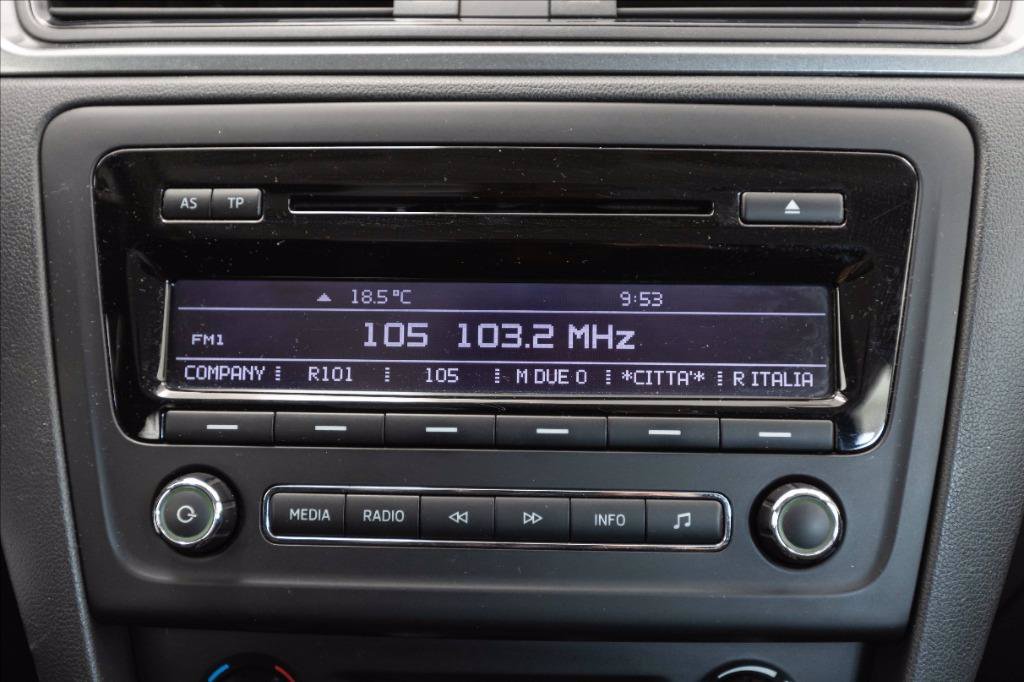 AS TP
18.5°C 9:53
FM1 105 103.2 MHz
COMPANY R101 105 M DUE O *CITTA'* R ITALIA
MEDIA RADIO INFO